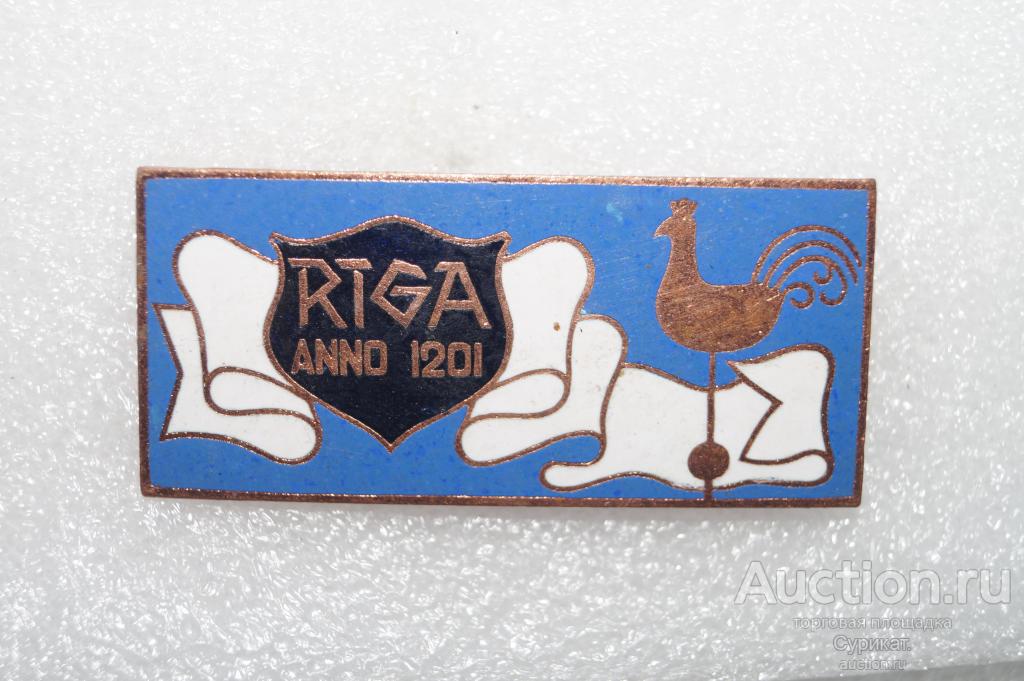 RIGA
ANNO 1201
Auction.ru
торговая площадка
Сурикат.
auction.ru